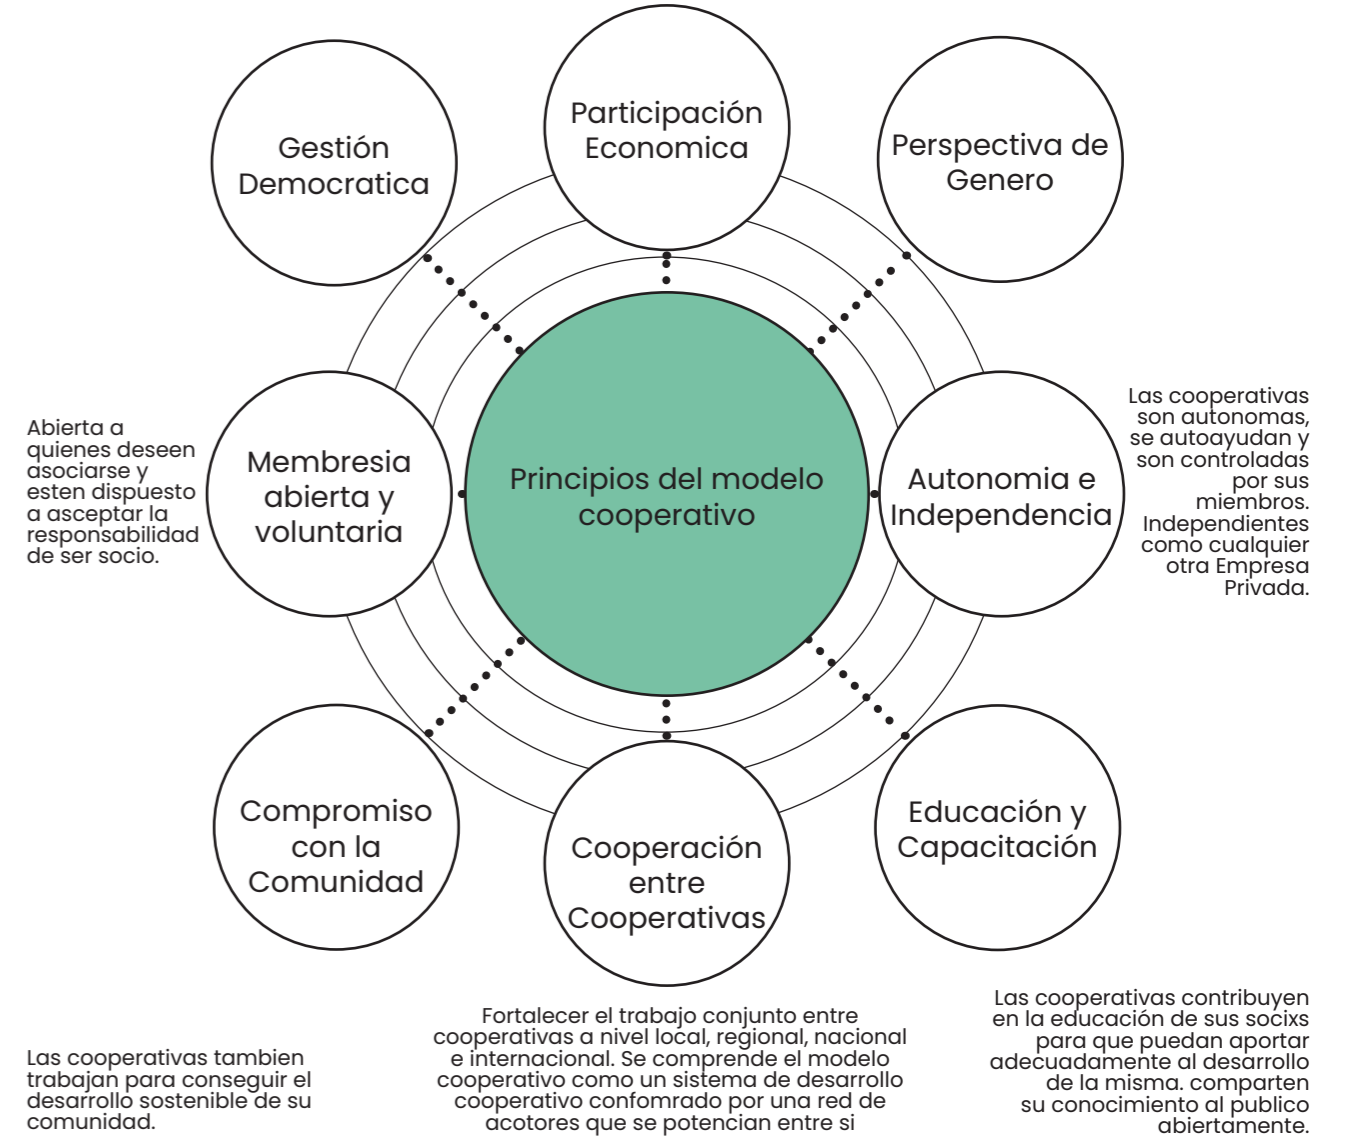 Gestión
Democratica
Participación
Economica
Perspectiva de
Genero
Abierta a
quienes deseen
asociarse y
esten dispuesto
a asceptar la
responsabilidad
de ser socio.
Membresia
abierta y
voluntaria
Principios del modelo
cooperativo
Autonomia e
Independencia
Las cooperativas
son autonomas,
se autoayudan y
son controladas
por sus
miembros.
Independientes
como cualquier
otra Empresa
Privada.
Compromiso
con la
Comunidad
Cooperación
entre
Cooperativas
Educación y
Capacitación
Las cooperativas tambien
trabajan para conseguir el
desarrollo sostenible de su
comunidad.
Fortalecer el trabajo conjunto entre
cooperativas a nivel local, regional, nacional
e internacional. Se comprende el modelo
cooperativo como un sistema de desarrollo
cooperativo confomrado por una red de
acotores que se potencian entre si
Las cooperativas contribuyen
en la educación de sus socixs
para que puedan aportar
adecuadamente al desarrollo
de la misma. comparten
su conocimiento al publico
abiertamente.